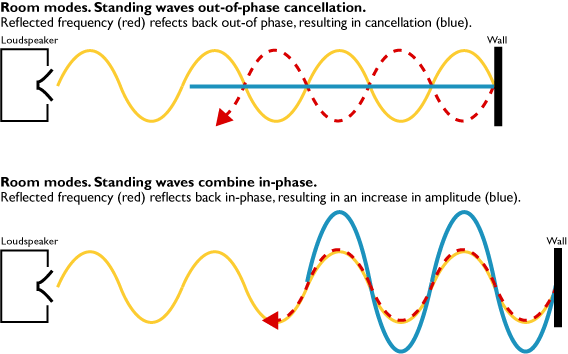 Room modes. Standing waves out-of-phase cancellation.
Reflected frequency (red) refects back out-of phase, resulting in cancellation (blue).
Loudspeaker
Wall
Room modes. Standing waves combine in-phase.
Reflected frequency (red) reflects back in-phase, resulting in an increase in amplitude (blue).
Loudspeaker
Wall